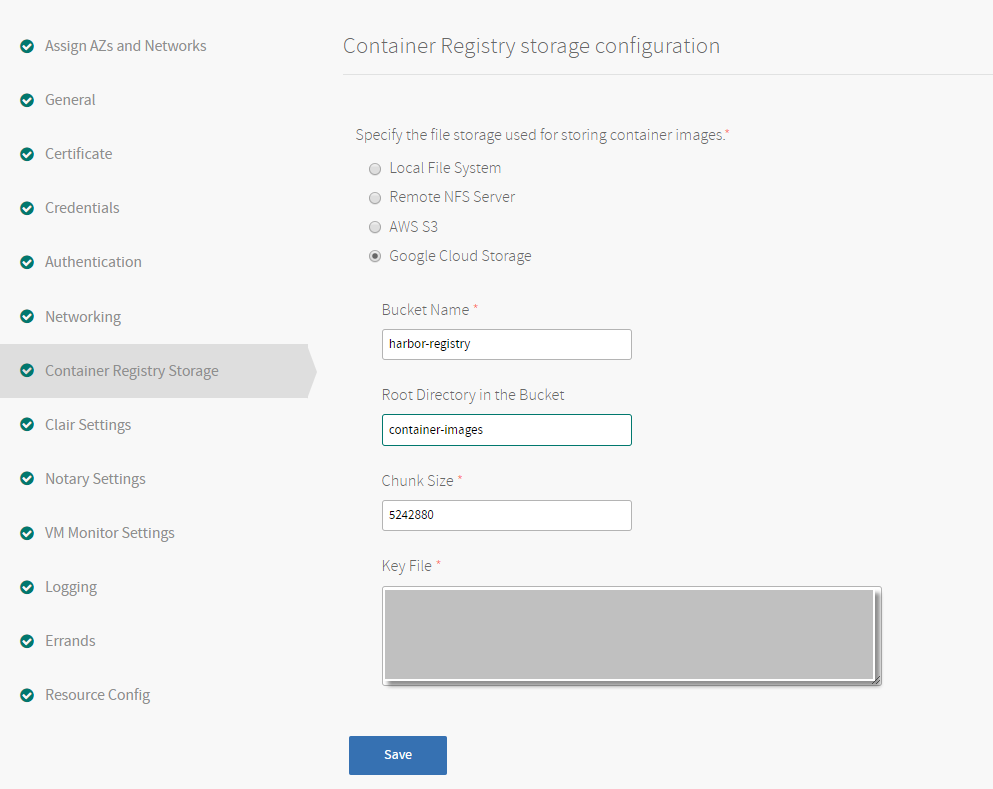 Assign AZs and Networks
General
Certificate
Credentials
Authentication
Networking
Container Registry Storage
Clair Settings
Notary Settings
VM Monitor Settings
Logging
Errands
Resource Config
Container Registry storage configuration
Specify the file storage used for storing container images.*
Local File System
Remote NFS Server
AWS S3
Google Cloud Storage
Bucket Name *
harbor-registry
Root Directory in the Bucket
container-images
Chunk Size *
5242880
Key File *
Save